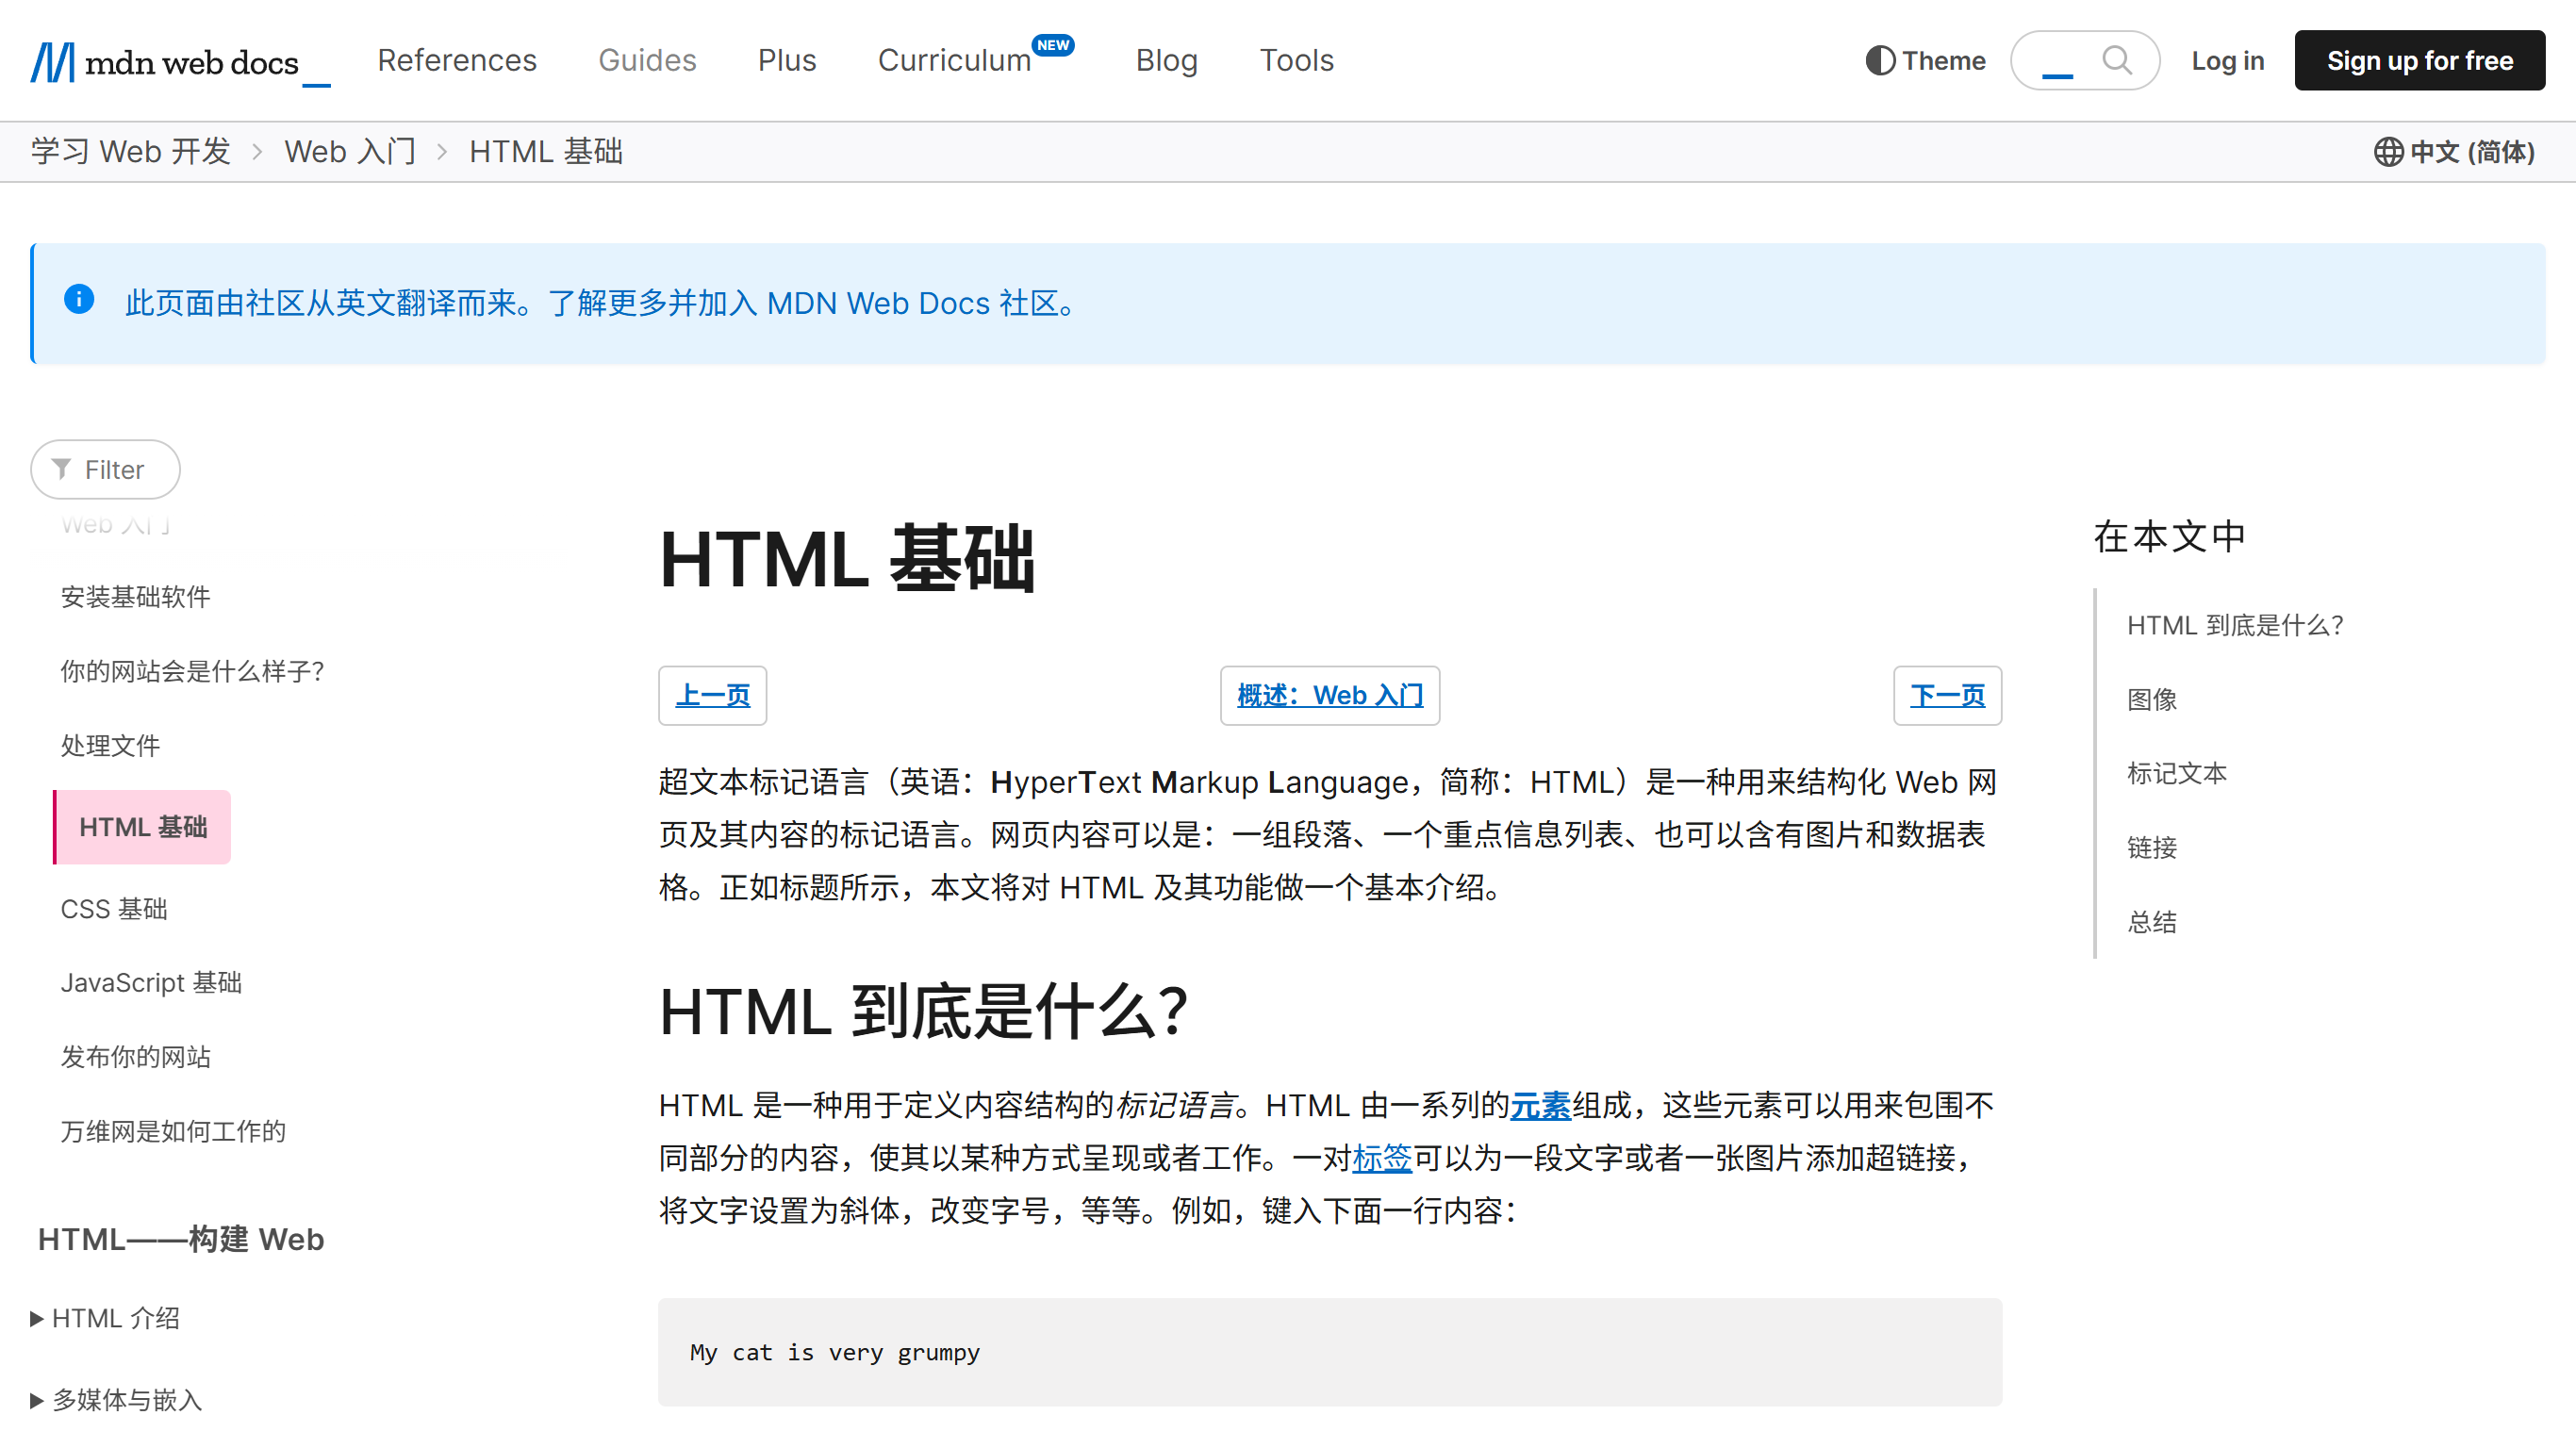 mdn web docs
References
Guides
Plus
Curriculum NEW
Blog
Tools
Theme
Log in
Sign up for free
学习 Web 开发
Web 入门
HTML 基础
中文 (简体)
此页面由社区从英文翻译而来。了解更多并加入 MDN Web Docs 社区。
Filter
Web 入门
安装基础软件
你的网站会是什么样子？
处理文件
HTML 基础
CSS 基础
JavaScript 基础
发布你的网站
万维网是如何工作的
HTML——构建 Web
HTML 介绍
多媒体与嵌入
HTML 基础
上一页
概述：Web 入门
下一页
超文本标记语言（英语：HyperText Markup Language，简称：HTML）是一种用来结构化 Web 网
页及其内容的标记语言。网页内容可以是：一组段落、一个重点信息列表、也可以含有图片和数据表
格。正如标题所示，本文将对 HTML 及其功能做一个基本介绍。
HTML 到底是什么？
HTML 是一种用于定义内容结构的标记语言。HTML 由一系列的元素组成，这些元素可以用来包围不
同部分的内容，使其以某种方式呈现或者工作。一对标签可以为一段文字或者一张图片添加超链接，
将文字设置为斜体，改变字号，等等。例如，键入下面一行内容：
My cat is very grumpy
在本文中
HTML 到底是什么？
图像
标记文本
链接
总结